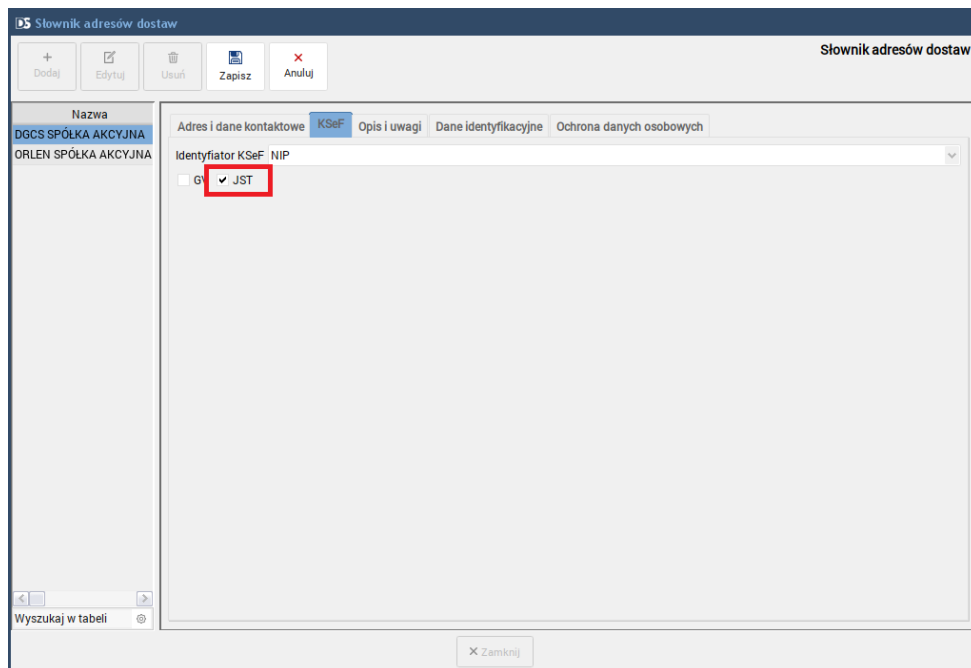 DS Słownik adresów dostaw
Słownik adresów dostaw
Dodaj Edytuj Usuń Zapisz Anuluj
Nazwa
DGCS SPÓŁKA AKCYJNA
ORLEN SPÓŁKA AKCYJNA
Adres i dane kontaktowe KSeF Opis i uwagi Dane identyfikacyjne Ochrona danych osobowych
Identyfiator KSeF NIP
JST
Wyszukaj w tabeli
Zamknij